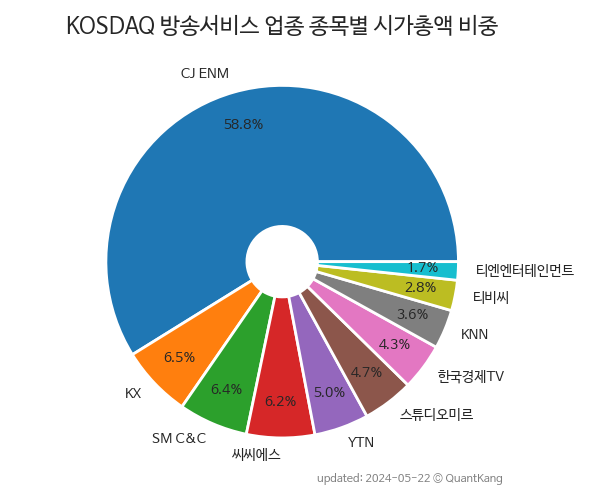 KOSDAQ 방송서비스 업종 종목별 시가총액 비중
CJ ENM
58.8%
1.7%
티엔엔터테인먼트
2.8%
티비씨
3.6%
KNN
4.3%
한국경제TV
4.7%
스튜디오미르
5.0%
YTN
6.2%
씨씨에스
6.4%
SM C&C
6.5%
KX
updated: 2024-05-22 © QuantKang